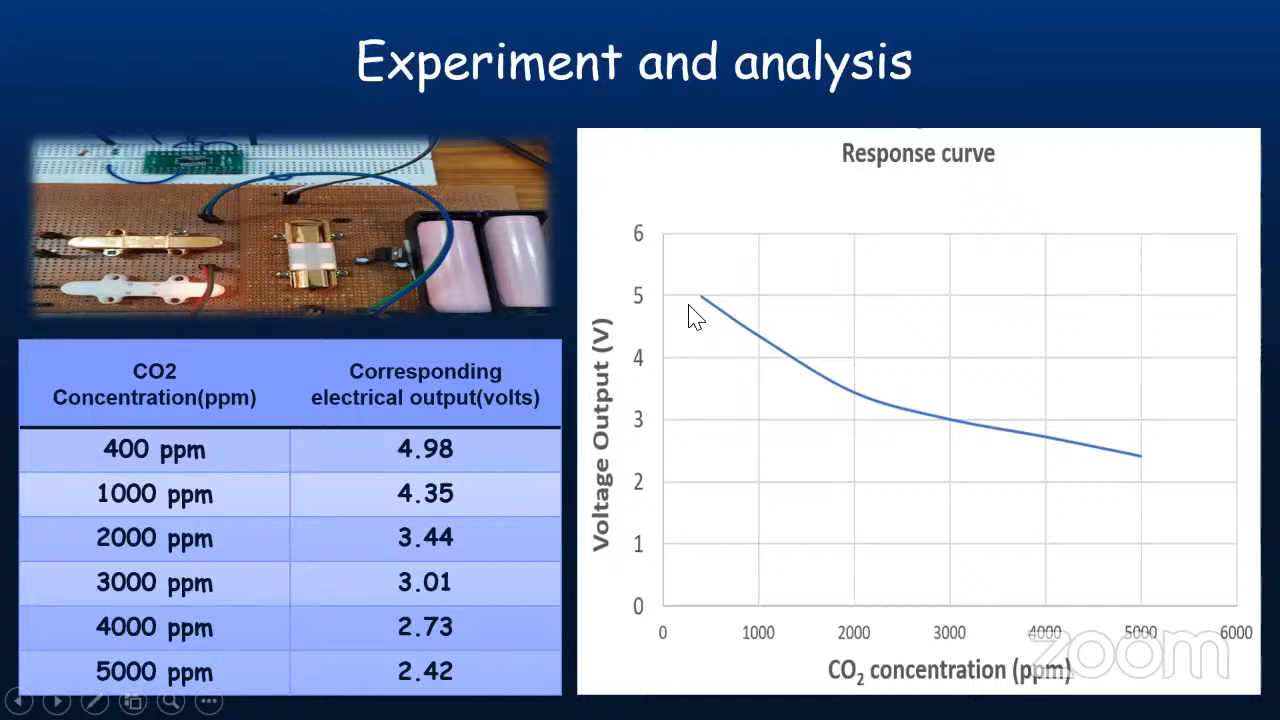 Experiment and analysis
CO2
Concentration(ppm)
Corresponding
electrical output(volts)
400 ppm
4.98
1000 ppm
4.35
2000 ppm
3.44
3000 ppm
3.01
4000 ppm
2.73
5000 ppm
2.42
Response curve
Voltage Output (V)
6
5
4
3
2
1
0
0 1000 2000 3000 4000 5000 6000
CO₂ concentration (ppm)
zoom